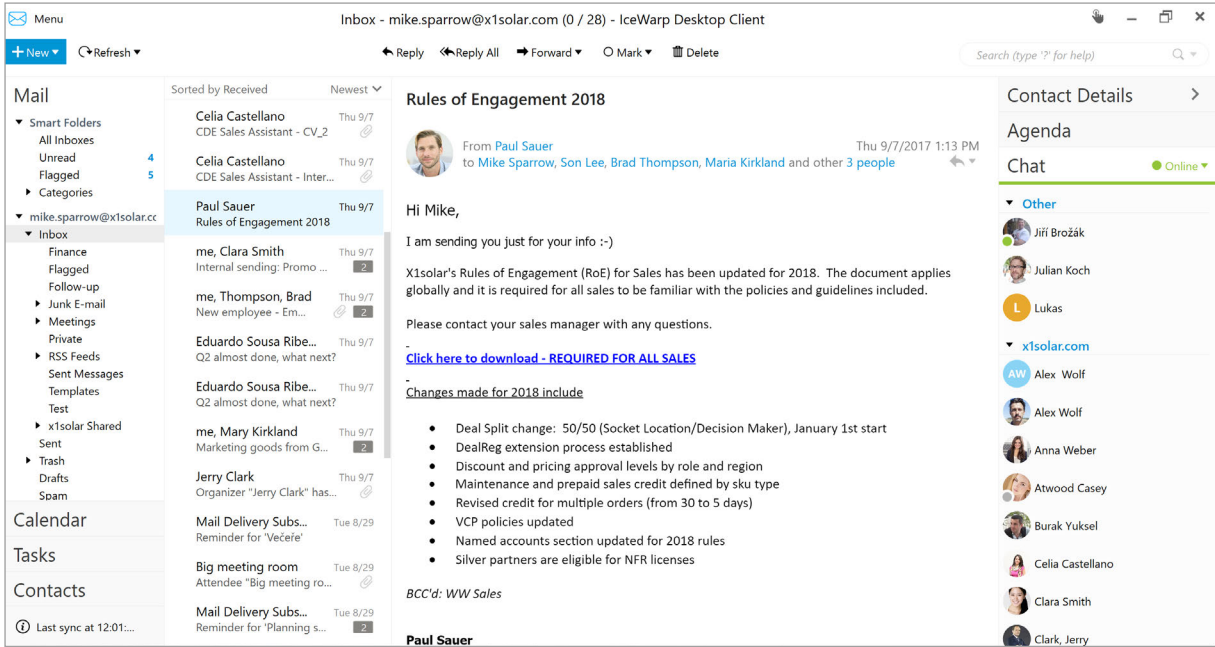 Menu
Inbox - mike.sparrow@x1solar.com (0 / 28) - IceWarp Desktop Client
+ New
Refresh
Reply
Reply All
Forward
Mark
Delete
Search (type '?' for help)
Mail
Smart Folders
All Inboxes
Unread 4
Flagged 5
Categories
mike.sparrow@x1solar.cc
Inbox
Finance
Flagged
Follow-up
Junk E-mail
Meetings
Private
RSS Feeds
Sent Messages
Templates
Test
x1solar Shared
Sent
Trash
Drafts
Spam
Calendar
Tasks
Contacts
Last sync at 12:01:...
Sorted by Received Newest
Celia Castellano Thu 9/7
CDE Sales Assistant - CV_2
Celia Castellano Thu 9/7
CDE Sales Assistant - Inter...
Paul Sauer Thu 9/7
Rules of Engagement 2018
me, Clara Smith Thu 9/7
Internal sending: Promo ... 2
me, Thompson, Brad Thu 9/7
New employee - Em... 2
Eduardo Sousa Ribe... Thu 9/7
Q2 almost done, what next?
Eduardo Sousa Ribe... Thu 9/7
Q2 almost done, what next?
me, Mary Kirkland Thu 9/7
Marketing goods from G... 2
Jerry Clark Thu 9/7
Organizer "Jerry Clark" has...
Mail Delivery Subs... Tue 8/29
Reminder for 'Večeře'
Big meeting room Tue 8/29
Attendee "Big meeting ro...
Mail Delivery Subs... Tue 8/29
Reminder for 'Planning s... 2
Rules of Engagement 2018
From Paul Sauer Thu 9/7/2017 1:13 PM
to Mike Sparrow, Son Lee, Brad Thompson, Maria Kirkland and other 3 people
Hi Mike,
I am sending you just for your info :-)
X1solar's Rules of Engagement (RoE) for Sales has been updated for 2018. The document applies
globally and it is required for all sales to be familiar with the policies and guidelines included.
Please contact your sales manager with any questions.
Click here to download - REQUIRED FOR ALL SALES
Changes made for 2018 include
• Deal Split change: 50/50 (Socket Location/Decision Maker), January 1st start
• DealReg extension process established
• Discount and pricing approval levels by role and region
• Maintenance and prepaid sales credit defined by sku type
• Revised credit for multiple orders (from 30 to 5 days)
• VCP policies updated
• Named accounts section updated for 2018 rules
• Silver partners are eligible for NFR licenses
BCC'd: WW Sales
Paul Sauer
Contact Details
Agenda
Chat Online
Other
Jiří Brožák
Julian Koch
L Lukas
x1solar.com
AW Alex Wolf
Alex Wolf
Anna Weber
Atwood Casey
Burak Yuksel
Celia Castellano
Clara Smith
Clark, Jerry